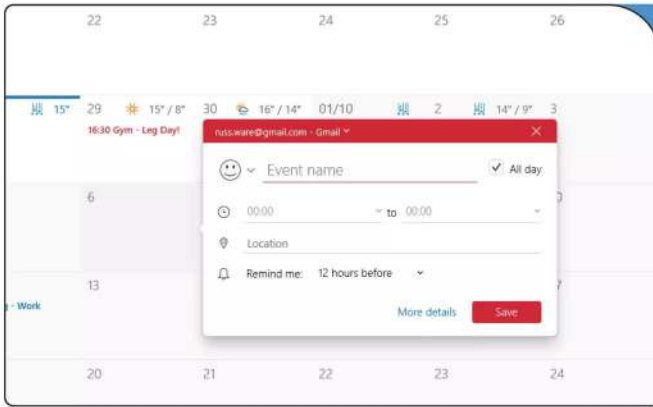 22 23 24 25 26
15° 29 15° / 8° 30 16° / 14° 01/10 2 14° / 9° 3
16:30 Gym - Leg Day!
russ.ware@gmail.com - Gmail
Event name
All day
6
00:00 to 00:00
Location
Remind me: 12 hours before
13
- Work
More details
Save
20 21 22 23 24